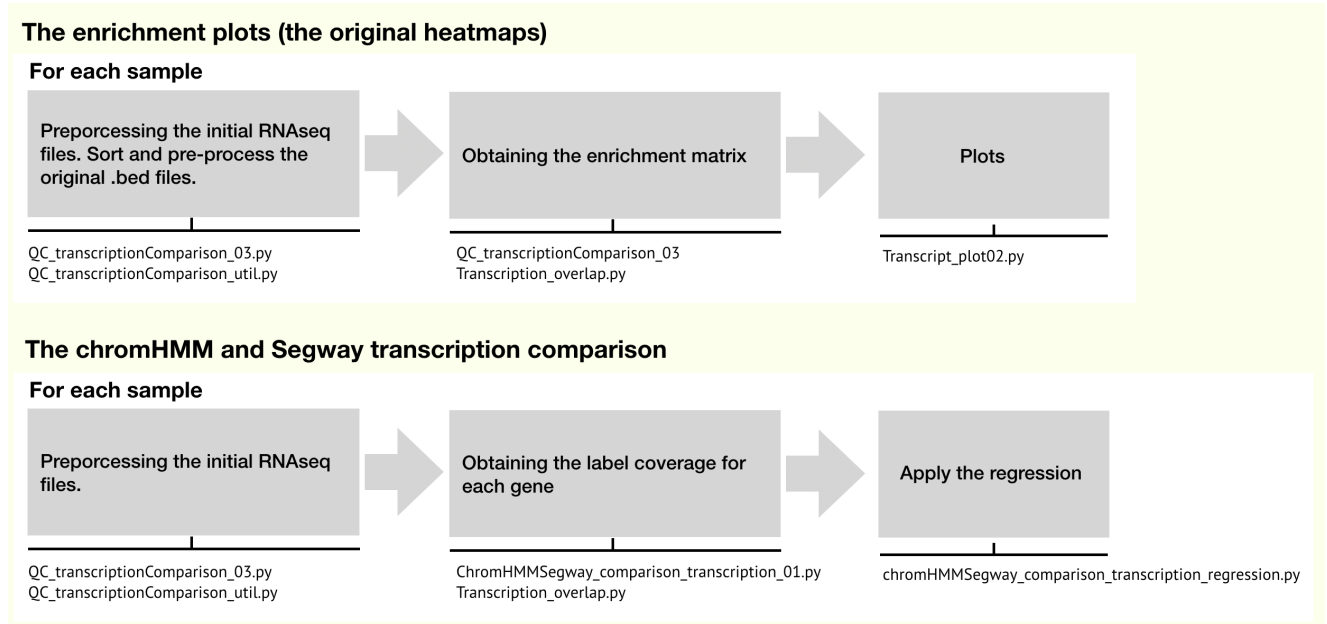 The enrichment plots (the original heatmaps)
For each sample
Preporcessing the initial RNAseq
files. Sort and pre-process the
original .bed files.
Obtaining the enrichment matrix
Plots
QC_transcriptionComparison_03.py
QC_transcriptionComparison_util.py
QC_transcriptionComparison_03
Transcription_overlap.py
Transcript_plot02.py
The chromHMM and Segway transcription comparison
For each sample
Preporcessing the initial RNAseq
files.
Obtaining the label coverage for
each gene
Apply the regression
QC_transcriptionComparison_03.py
QC_transcriptionComparison_util.py
ChromHMMSegway_comparison_transcription_01.py
Transcription_overlap.py
chromHMMSegway_comparison_transcription_regression.py